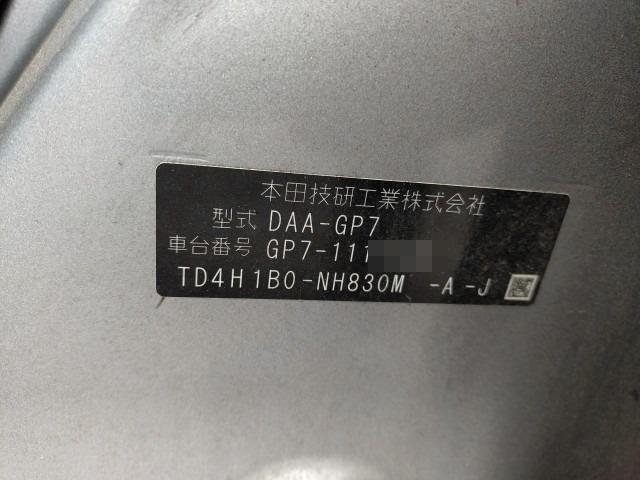 本田技研工業株式会社
型式 DAA-GP7
車台番号 GP7-111
TD4H1B0-NH830M -A-J